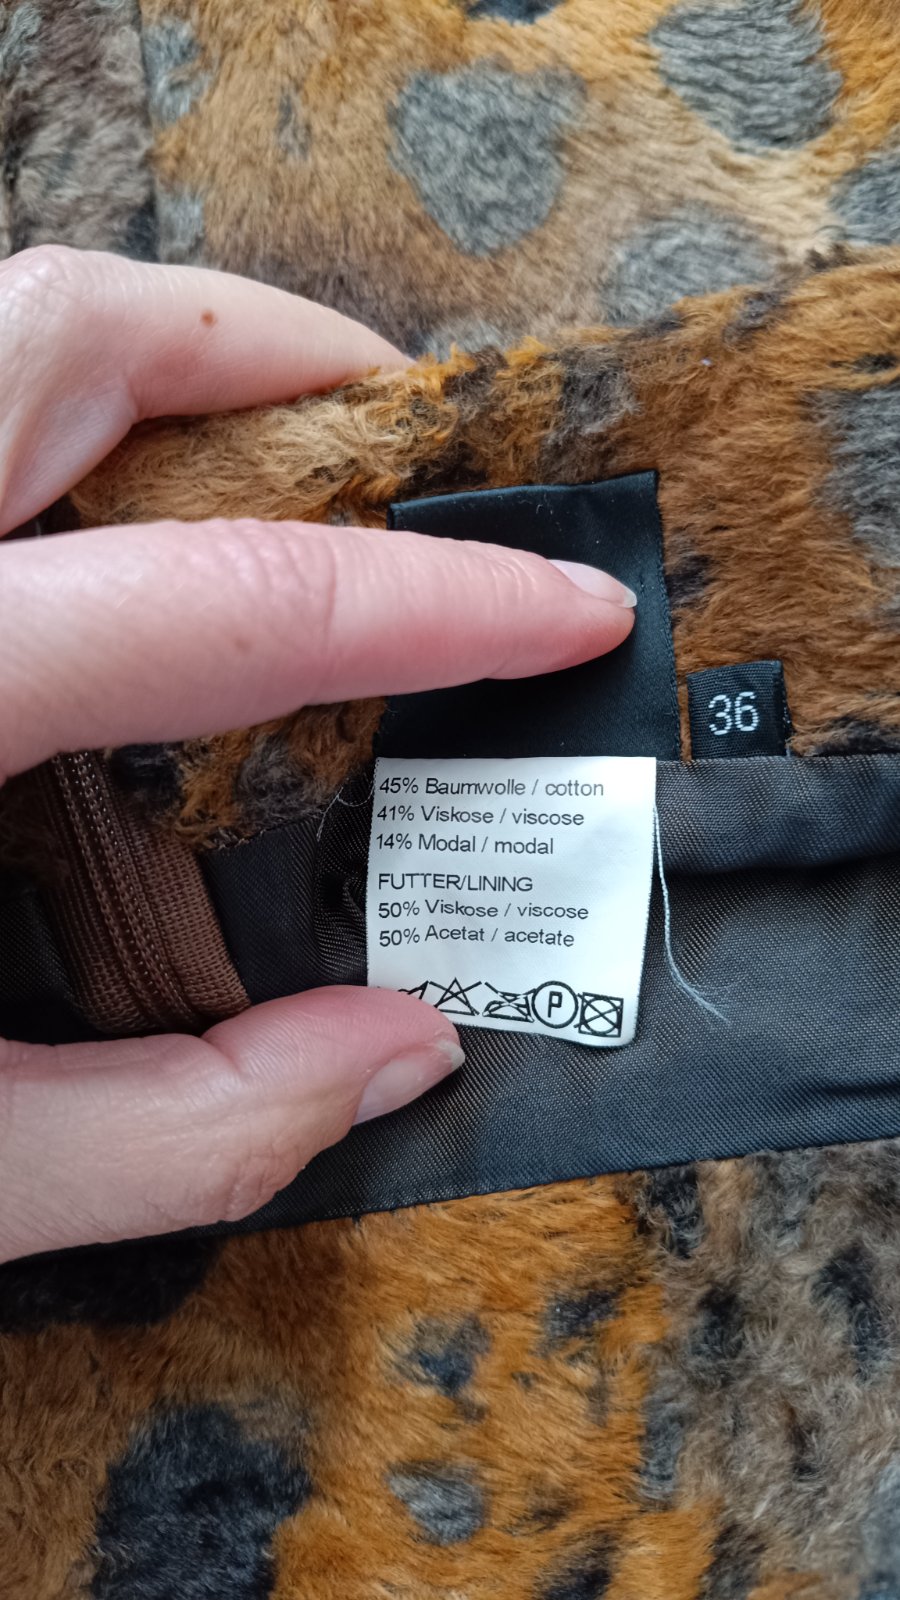 36
45% Baumwolle / cotton
41% Viskose / viscose
14% Modal / modal
FUTTER/LINING
50% Viskose / viscose
50% Acetat / acetate
P